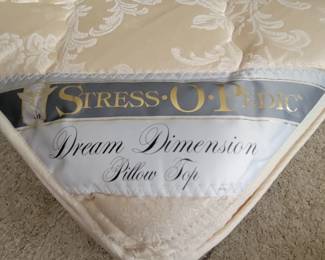 STRESS·O·PEDIC
Dream Dimension
Pillow Top